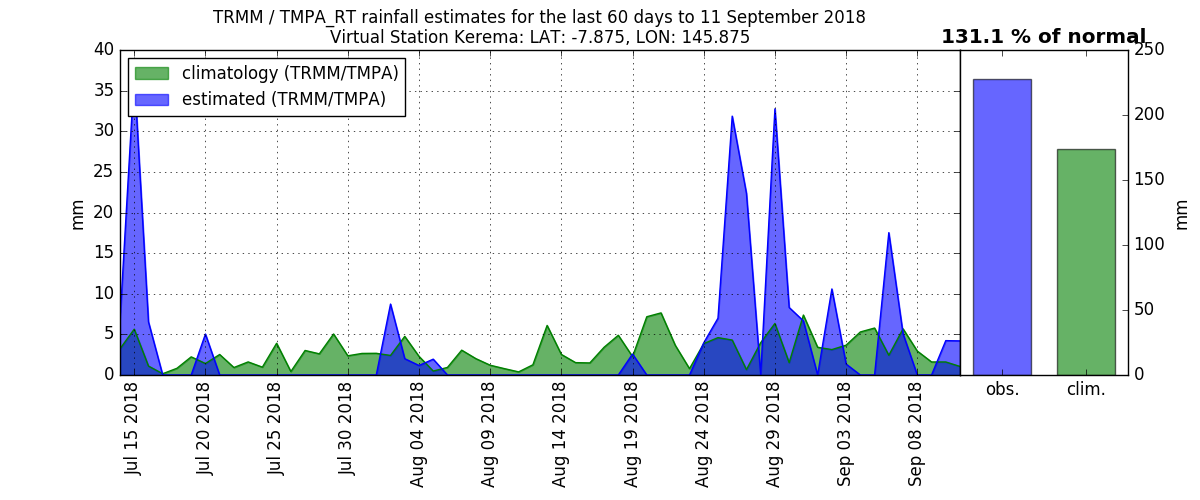 TRMM / TMPA_RT rainfall estimates for the last 60 days to 11 September 2018
Virtual Station Kerema: LAT: -7.875, LON: 145.875
131.1 % of normal
climatology (TRMM/TMPA)
estimated (TRMM/TMPA)
40
35
30
25
20
15
10
5
0
mm
250
200
150
100
50
0
mm
obs.
clim.
Jul 15 2018
Jul 20 2018
Jul 25 2018
Jul 30 2018
Aug 04 2018
Aug 09 2018
Aug 14 2018
Aug 19 2018
Aug 24 2018
Aug 29 2018
Sep 03 2018
Sep 08 2018